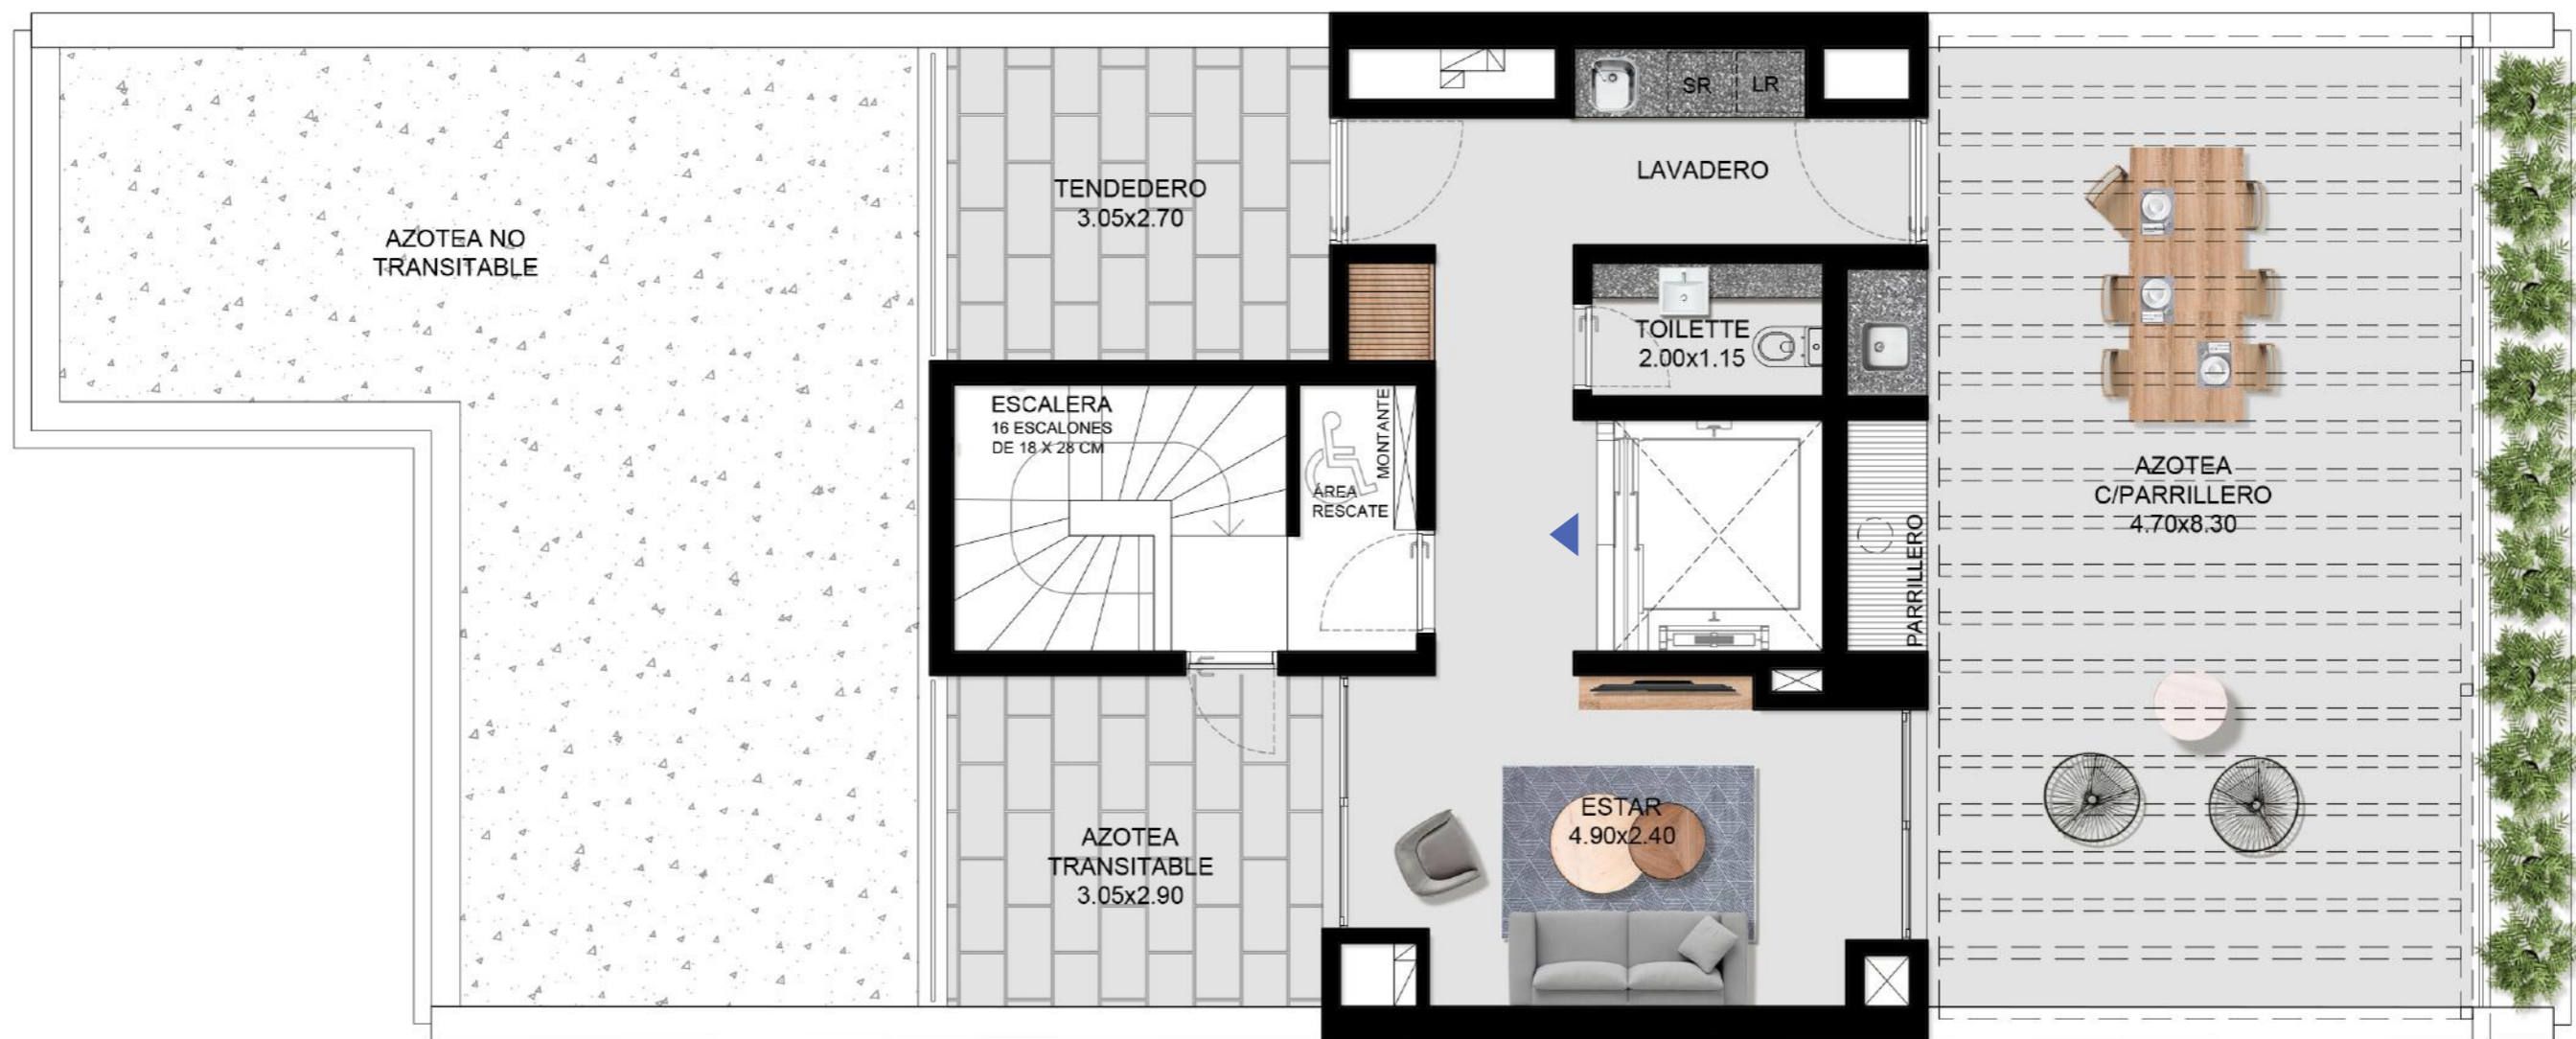 SR
LR
LAVADERO
TENDEDERO
3.05x2.70
AZOTEA NO
TRANSITABLE
TOILETTE
2.00x1.15
ESCALERA
16 ESCALONES
DE 18 X 28 CM
MONTANTE
ÁREA
RESCATE
PARRILLERO
AZOTEA
C/PARRILLERO
4.70x8.30
ESTAR
4.90x2.40
AZOTEA
TRANSITABLE
3.05x2.90